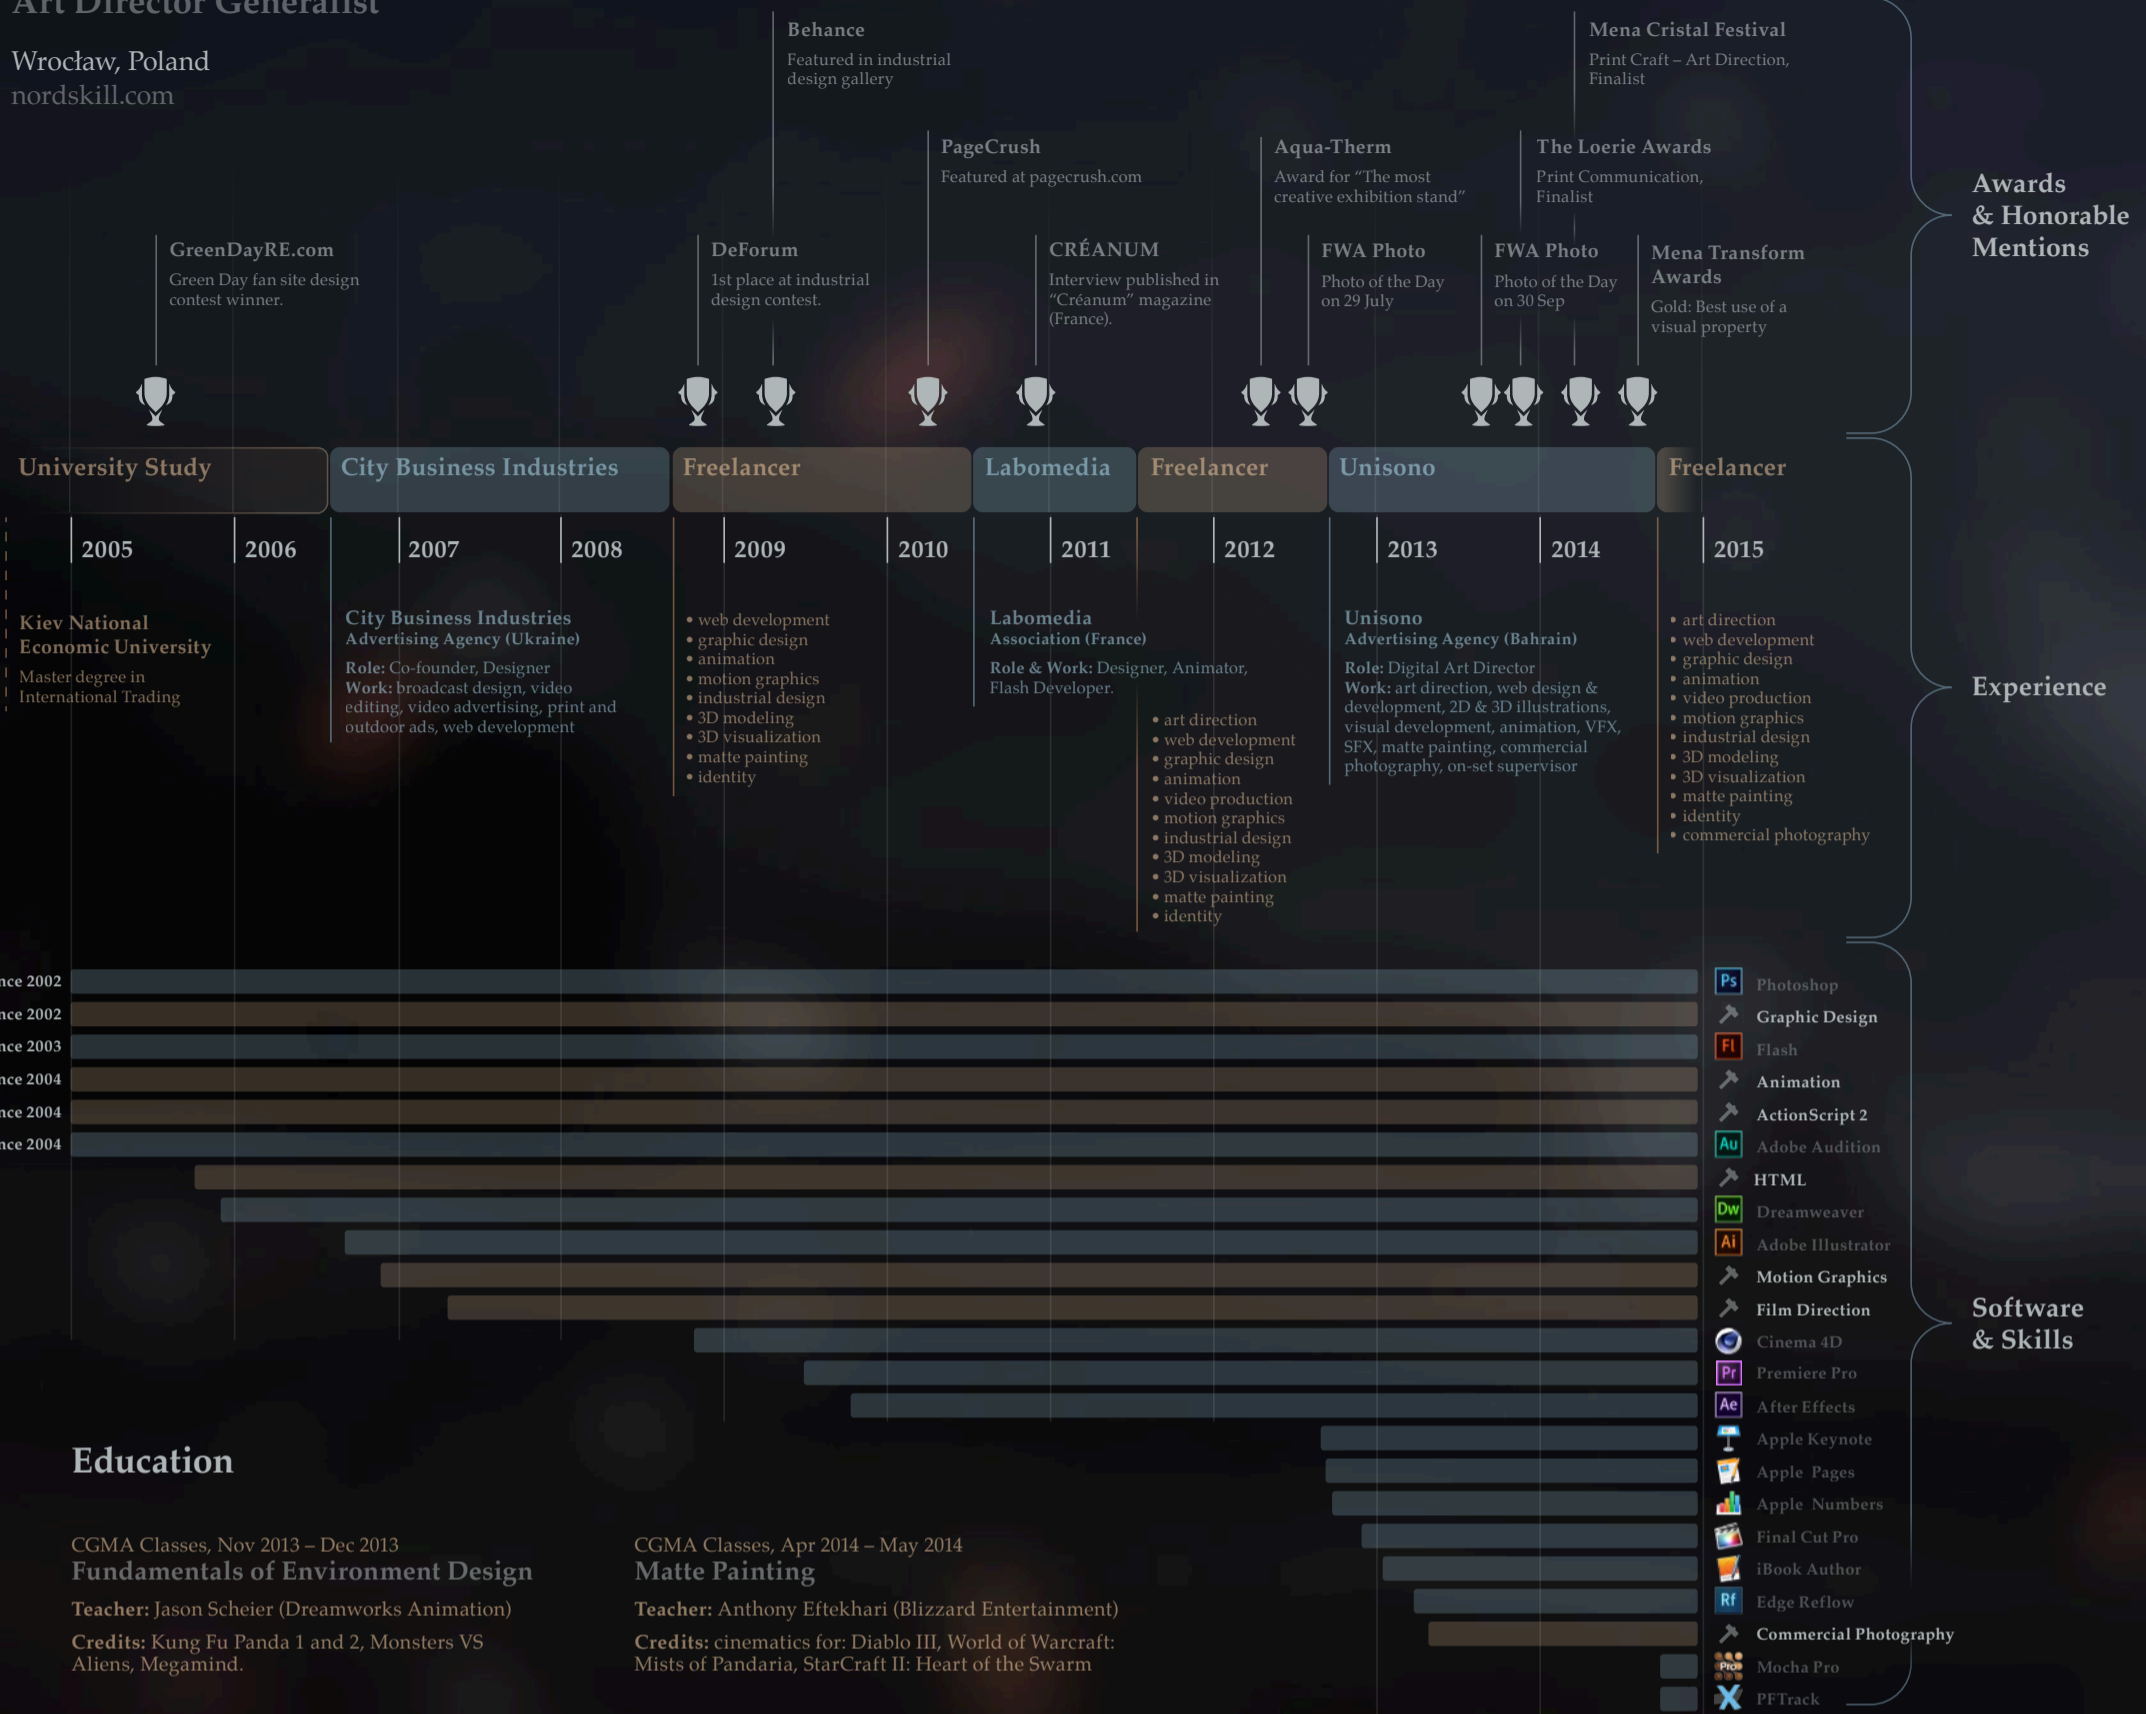 Art Director Generalist
Wrocław, Poland
nordskill.com
Behance
Featured in industrial
design gallery
Mena Cristal Festival
Print Craft – Art Direction,
Finalist
PageCrush
Featured at pagecrush.com
Aqua-Therm
Award for “The most
creative exhibition stand”
The Loerie Awards
Print Communication,
Finalist
Awards
& Honorable
Mentions
GreenDayRE.com
Green Day fan site design
contest winner.
DeForum
1st place at industrial
design contest.
CRÉANUM
Interview published in
“Créanum” magazine
(France).
FWA Photo
Photo of the Day
on 29 July
FWA Photo
Photo of the Day
on 30 Sep
Mena Transform
Awards
Gold: Best use of a
visual property
University Study
City Business Industries
Freelancer
Labomedia
Freelancer
Unisono
Freelancer
2005
2006
2007
2008
2009
2010
2011
2012
2013
2014
2015
Kiev National
Economic University
Master degree in
International Trading
City Business Industries
Advertising Agency (Ukraine)
Role: Co-founder, Designer
Work: broadcast design, video
editing, video advertising, print and
outdoor ads, web development
• web development
• graphic design
• animation
• motion graphics
• industrial design
• 3D modeling
• 3D visualization
• matte painting
• identity
Labomedia
Association (France)
Role & Work: Designer, Animator,
Flash Developer.
• art direction
• web development
• graphic design
• animation
• video production
• motion graphics
• industrial design
• 3D modeling
• 3D visualization
• matte painting
• identity
Unisono
Advertising Agency (Bahrain)
Role: Digital Art Director
Work: art direction, web design &
development, 2D & 3D illustrations,
visual development, animation, VFX,
SFX, matte painting, commercial
photography, on-set supervisor
• art direction
• web development
• graphic design
• animation
• video production
• motion graphics
• industrial design
• 3D modeling
• 3D visualization
• matte painting
• identity
• commercial photography
Experience
nce 2002
Ps Photoshop
nce 2002
Graphic Design
nce 2003
Fl Flash
nce 2004
Animation
nce 2004
ActionScript 2
nce 2004
Au Adobe Audition
HTML
Dw Dreamweaver
Ai Adobe Illustrator
Motion Graphics
Film Direction
Cinema 4D
Pr Premiere Pro
Ae After Effects
Apple Keynote
Apple Pages
Apple Numbers
Final Cut Pro
iBook Author
Rf Edge Reflow
Commercial Photography
Pro Mocha Pro
PFTrack
Software
& Skills
Education
CGMA Classes, Nov 2013 – Dec 2013
Fundamentals of Environment Design
Teacher: Jason Scheier (Dreamworks Animation)
Credits: Kung Fu Panda 1 and 2, Monsters VS
Aliens, Megamind.
CGMA Classes, Apr 2014 – May 2014
Matte Painting
Teacher: Anthony Eftekhari (Blizzard Entertainment)
Credits: cinematics for: Diablo III, World of Warcraft:
Mists of Pandaria, StarCraft II: Heart of the Swarm